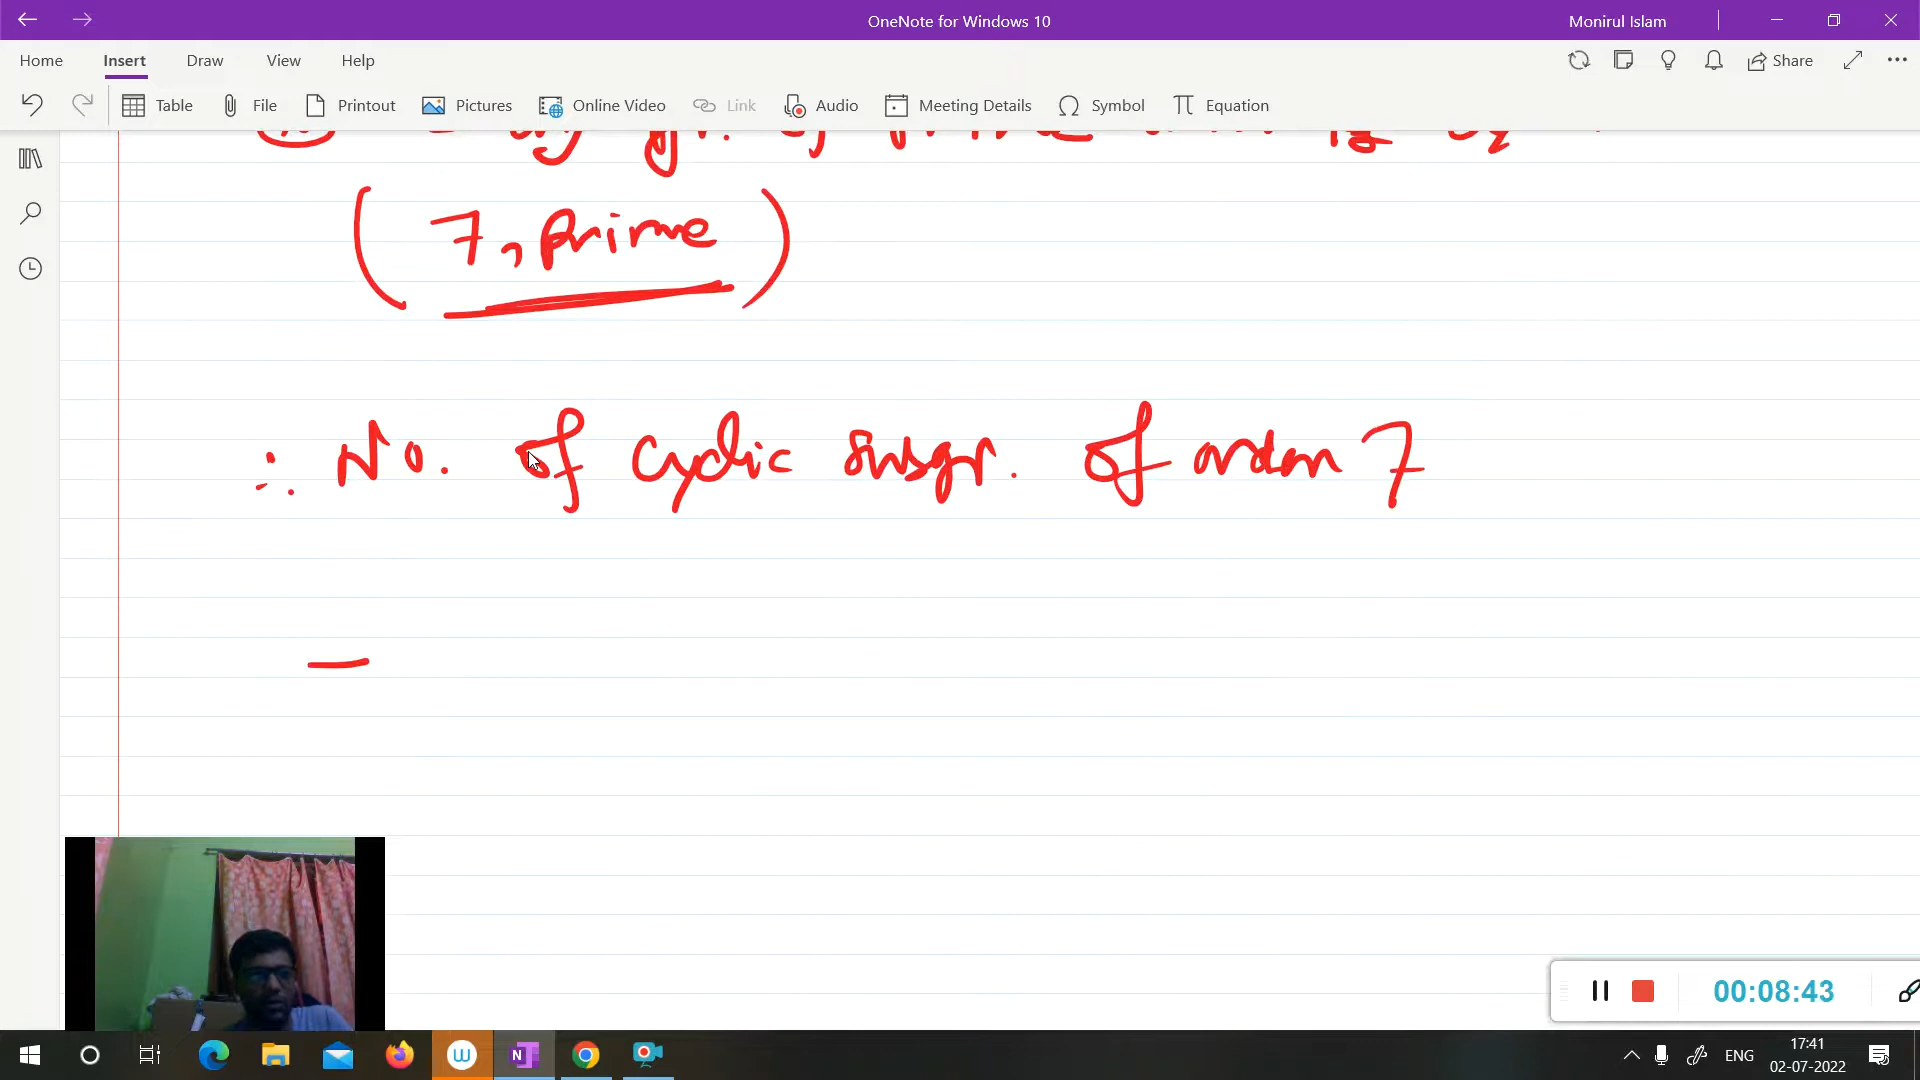 OneNote for Windows 10
Monirul Islam
Home Insert Draw View Help
Share
Table File Printout Pictures Online Video Link Audio Meeting Details Symbol Equation
(7, Prime)
∴ No. of cyclic subgr. of order 7
00:08:43
ENG
17:41
02-07-2022